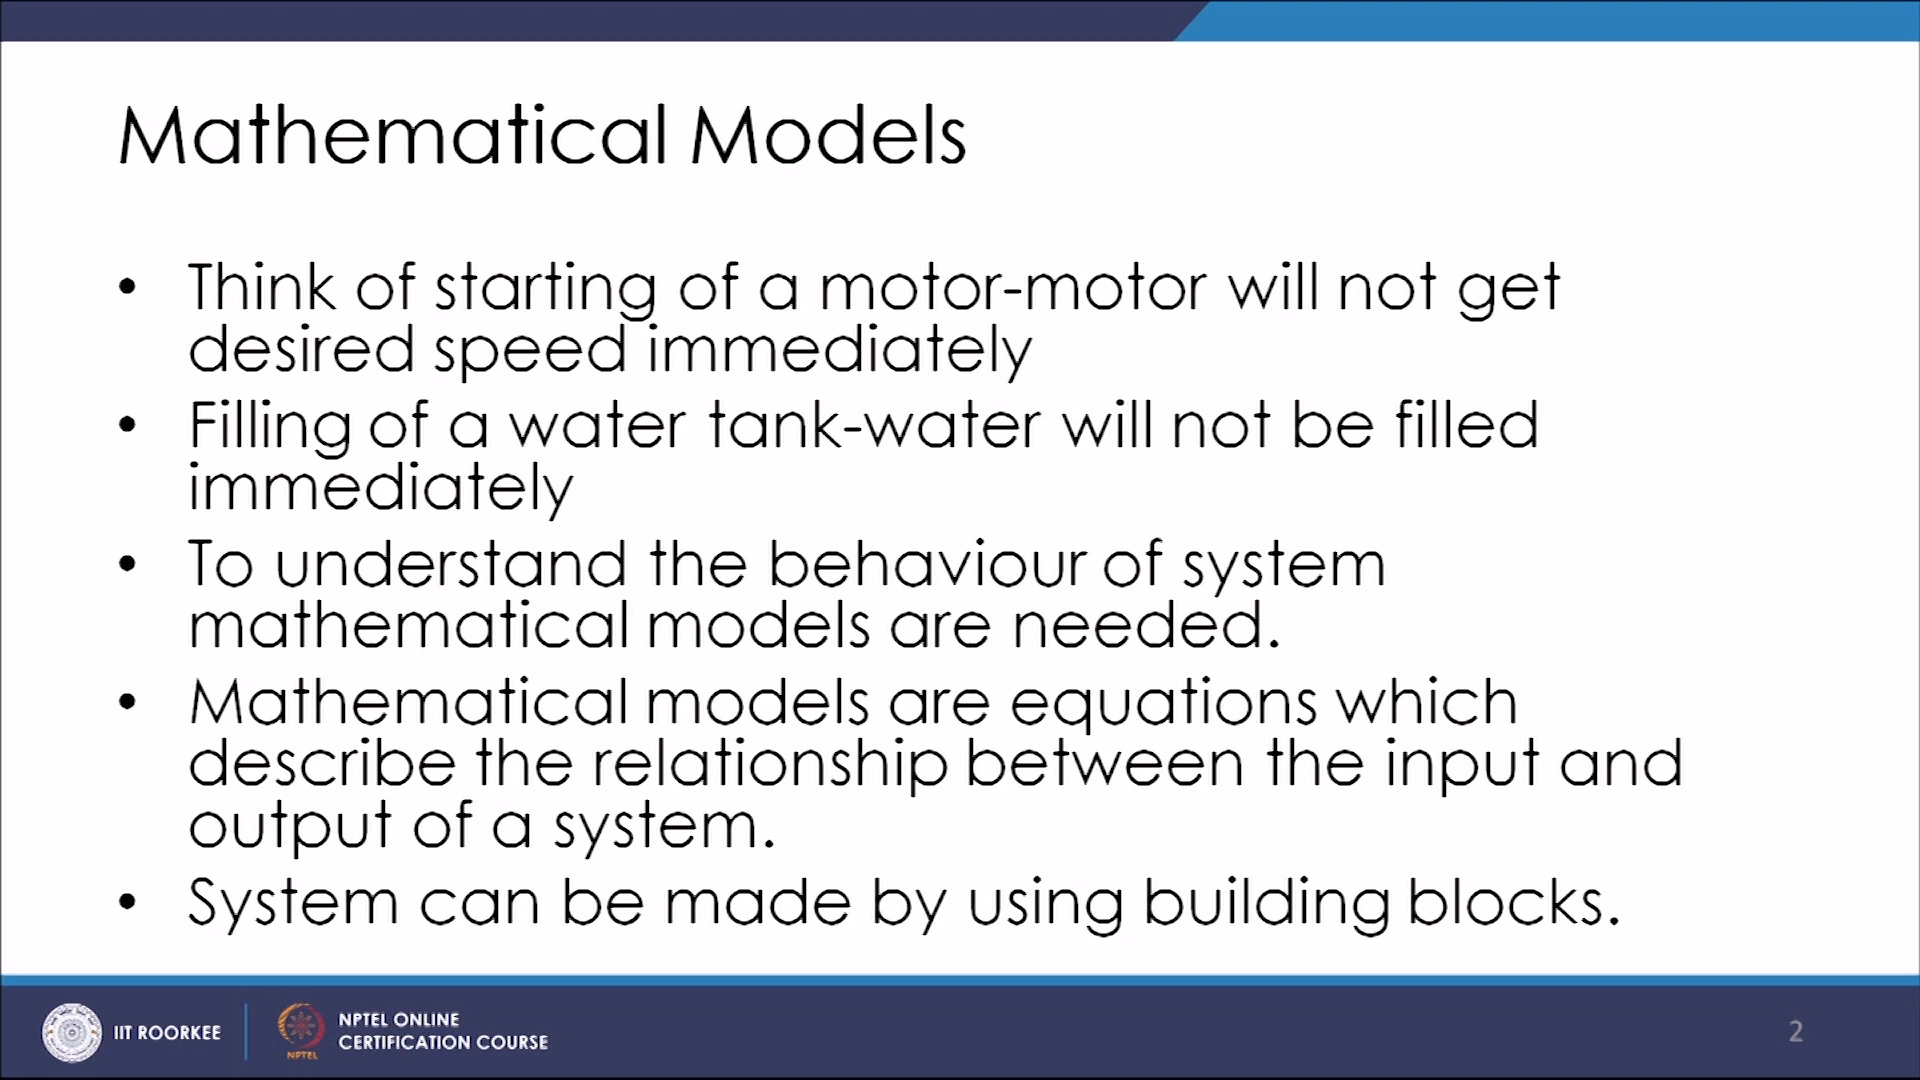 Mathematical Models
• Think of starting of a motor-motor will not get
desired speed immediately
• Filling of a water tank-water will not be filled
immediately
• To understand the behaviour of system
mathematical models are needed.
• Mathematical models are equations which
describe the relationship between the input and
output of a system.
• System can be made by using building blocks.
IIT ROORKEE
NPTEL
NPTEL ONLINE
CERTIFICATION COURSE
2